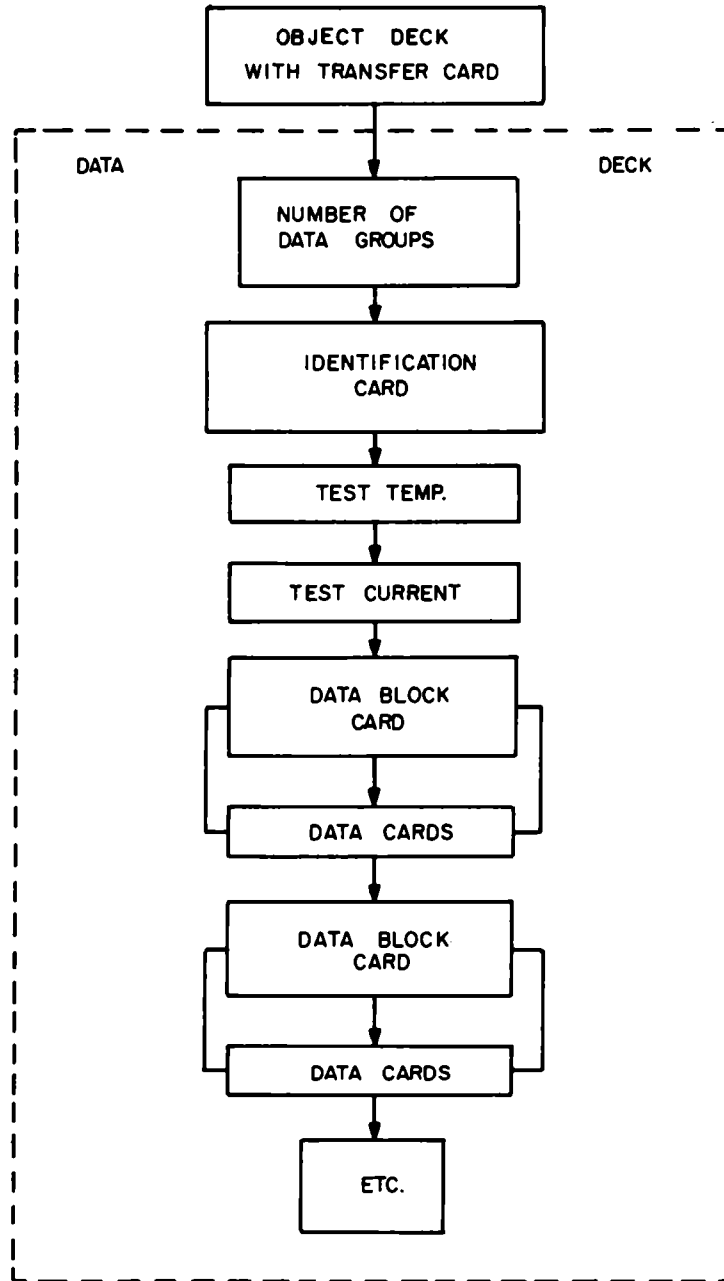 OBJECT DECK
WITH TRANSFER CARD
DATA
DECK
NUMBER OF
DATA GROUPS
IDENTIFICATION
CARD
TEST TEMP.
TEST CURRENT
DATA BLOCK
CARD
DATA CARDS
DATA BLOCK
CARD
DATA CARDS
ETC.